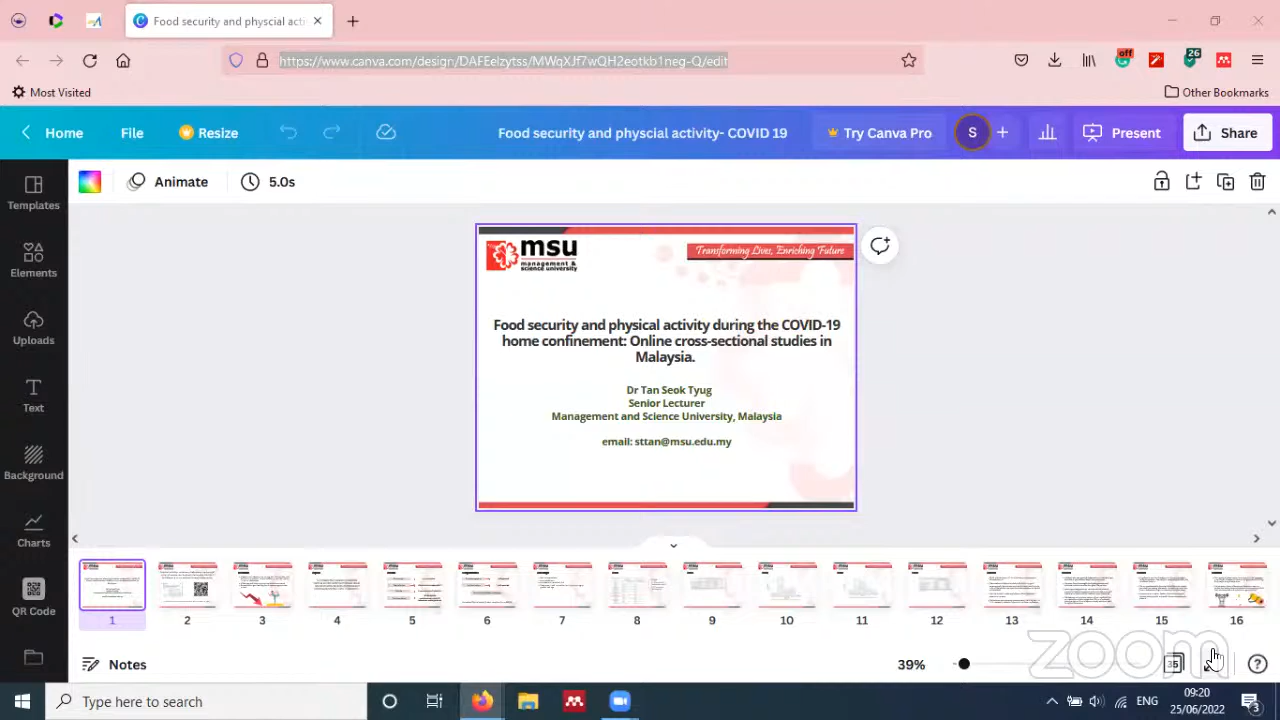 Food security and physcial acti
https://www.canva.com/design/DAFEelzytss/MWqXJf7wQH2eotkb1neg-Q/edit
off
26
Most Visited
Other Bookmarks
Home
File
Resize
Food security and physcial activity- COVID 19
Try Canva Pro
S
Present
Share
Animate
5.0s
Templates
Elements
Uploads
Text
Background
Charts
QR Code
msu
management &
science university
Transforming Lives, Enriching Future
Food security and physical activity during the COVID-19
home confinement: Online cross-sectional studies in
Malaysia.
Dr Tan Seok Tyug
Senior Lecturer
Management and Science University, Malaysia
email: sttan@msu.edu.my
1
2
3
4
5
6
7
8
9
10
11
12
13
14
15
16
Notes
39%
35
zoom
Type here to search
ENG
09:20
25/06/2022
3